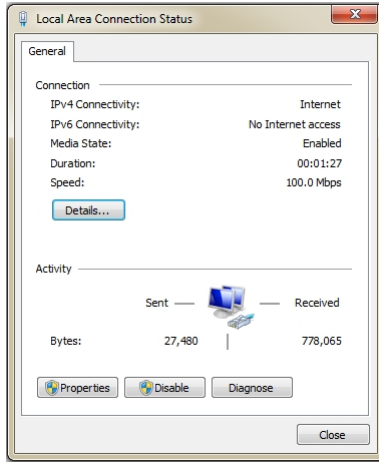 Local Area Connection Status
General
Connection
IPv4 Connectivity: Internet
IPv6 Connectivity: No Internet access
Media State: Enabled
Duration: 00:01:27
Speed: 100.0 Mbps
Details...
Activity
Sent Received
Bytes: 27,480 778,065
Properties Disable Diagnose
Close